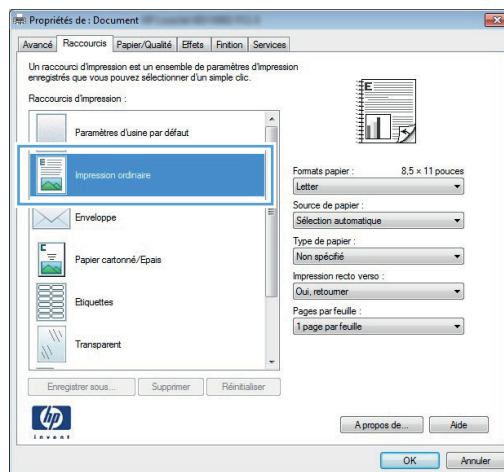 Propriétés de : Document
Avancé Raccourcis Papier/Qualité Effets Finition Services
Un raccourci d'impression est un ensemble de paramètres d'impression
enregistrés que vous pouvez sélectionner d'un simple clic.
Raccourcis d'impression :
Paramètres d'usine par défaut
Impression ordinaire
Enveloppe
Papier cartonné/Epais
Etiquettes
Transparent
Enregistrer sous... Supprimer Réinitialiser
E
Formats papier : 8,5 × 11 pouces
Letter
Source de papier :
Sélection automatique
Type de papier :
Non spécifié
Impression recto verso :
Oui, retourner
Pages par feuille :
1 page par feuille
hp
invent
A propos de... Aide
OK Annuler